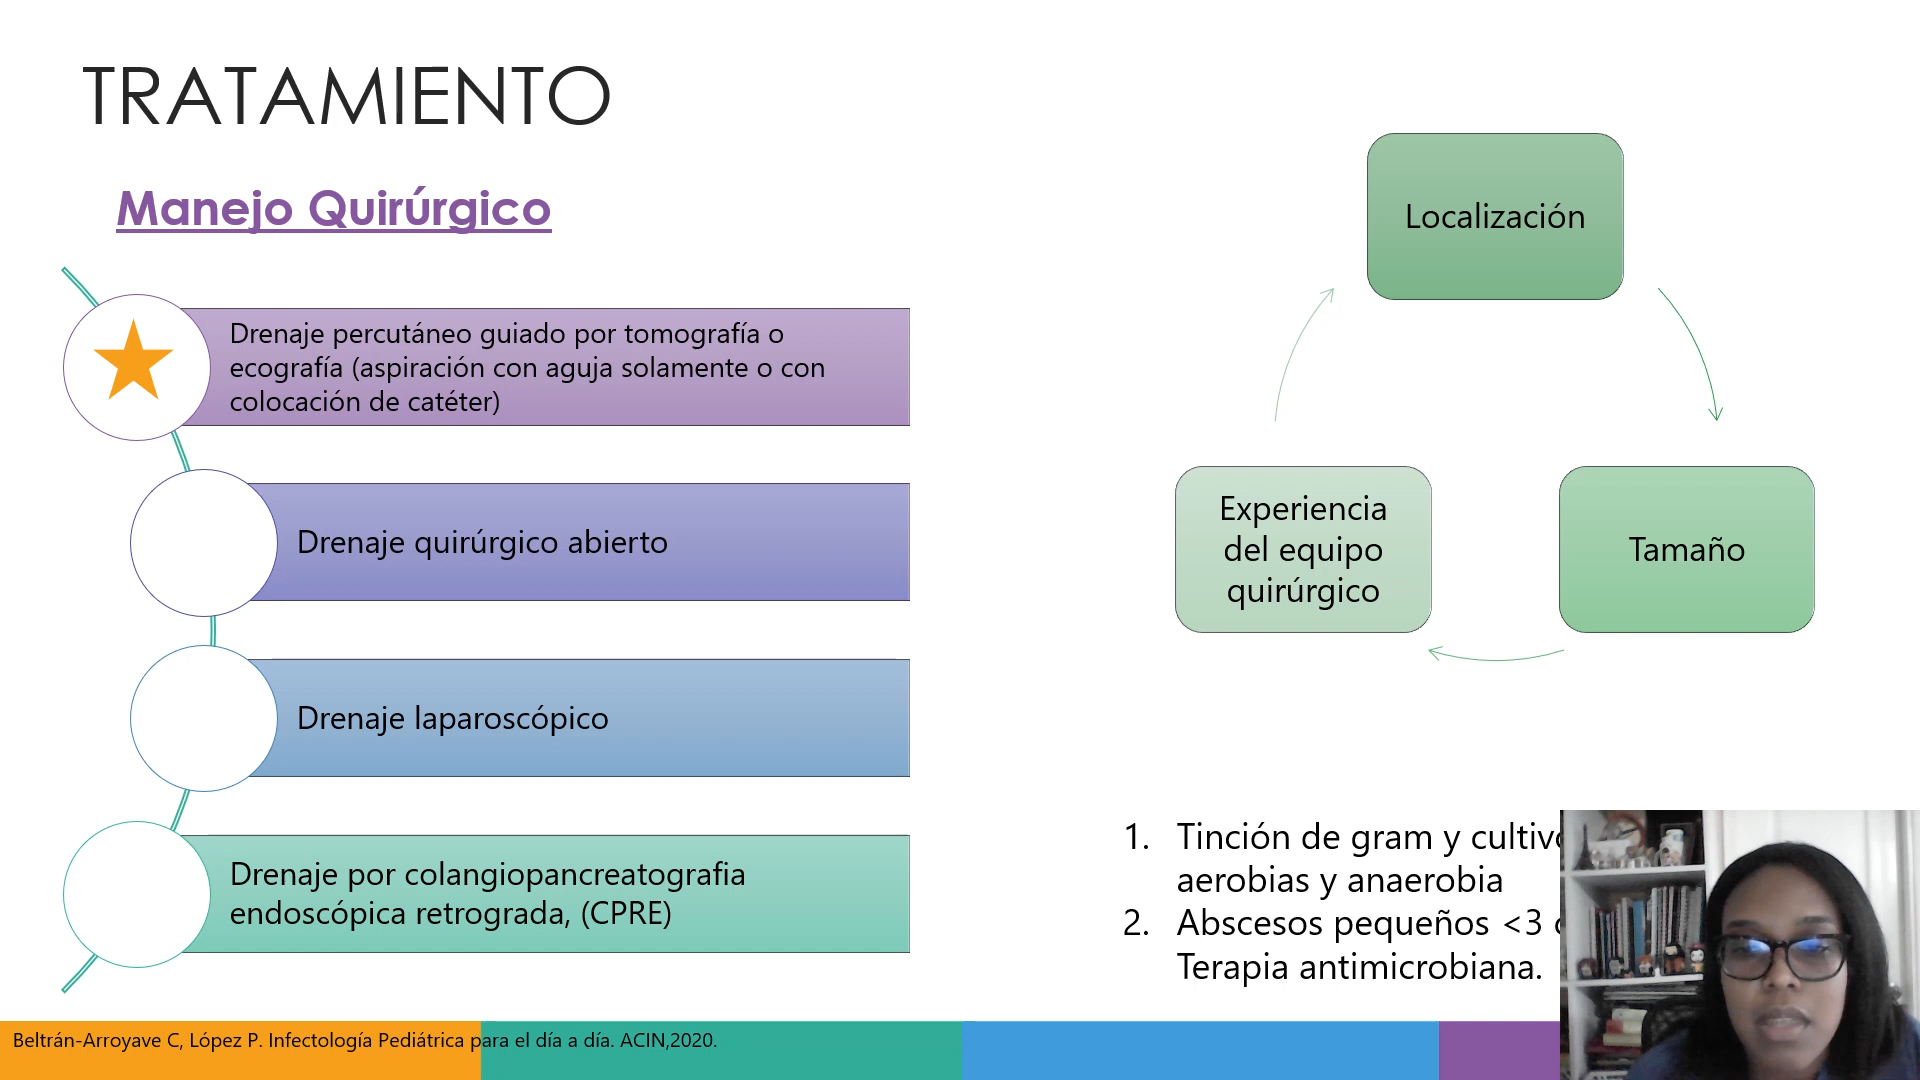 TRATAMIENTO
Manejo Quirúrgico
Drenaje percutáneo guiado por tomografía o
ecografía (aspiración con aguja solamente o con
colocación de catéter)
Drenaje quirúrgico abierto
Drenaje laparoscópico
Drenaje por colangiopancreatografia
endoscópica retrograda, (CPRE)
Localización
Tamaño
Experiencia
del equipo
quirúrgico
1. Tinción de gram y
aerobias y anaerobia
2. Abscesos pequeños <3
Terapia antimicrobiana.
Beltrán-Arroyave C, López P. Infectología Pediátrica para el día a día. ACIN,2020.